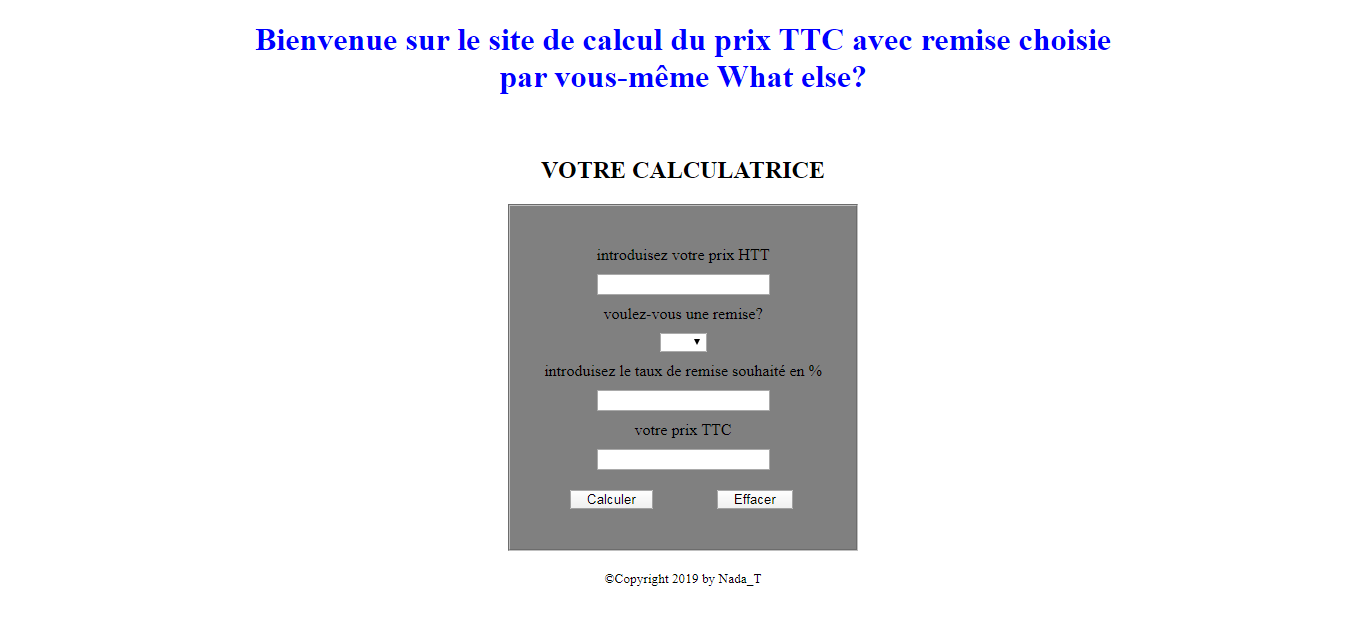 Bienvenue sur le site de calcul du prix TTC avec remise choisie
par vous-même What else?
VOTRE CALCULATRICE
introduisez votre prix HTT
voulez-vous une remise?
introduisez le taux de remise souhaité en %
votre prix TTC
Calculer Effacer
©Copyright 2019 by Nada_T